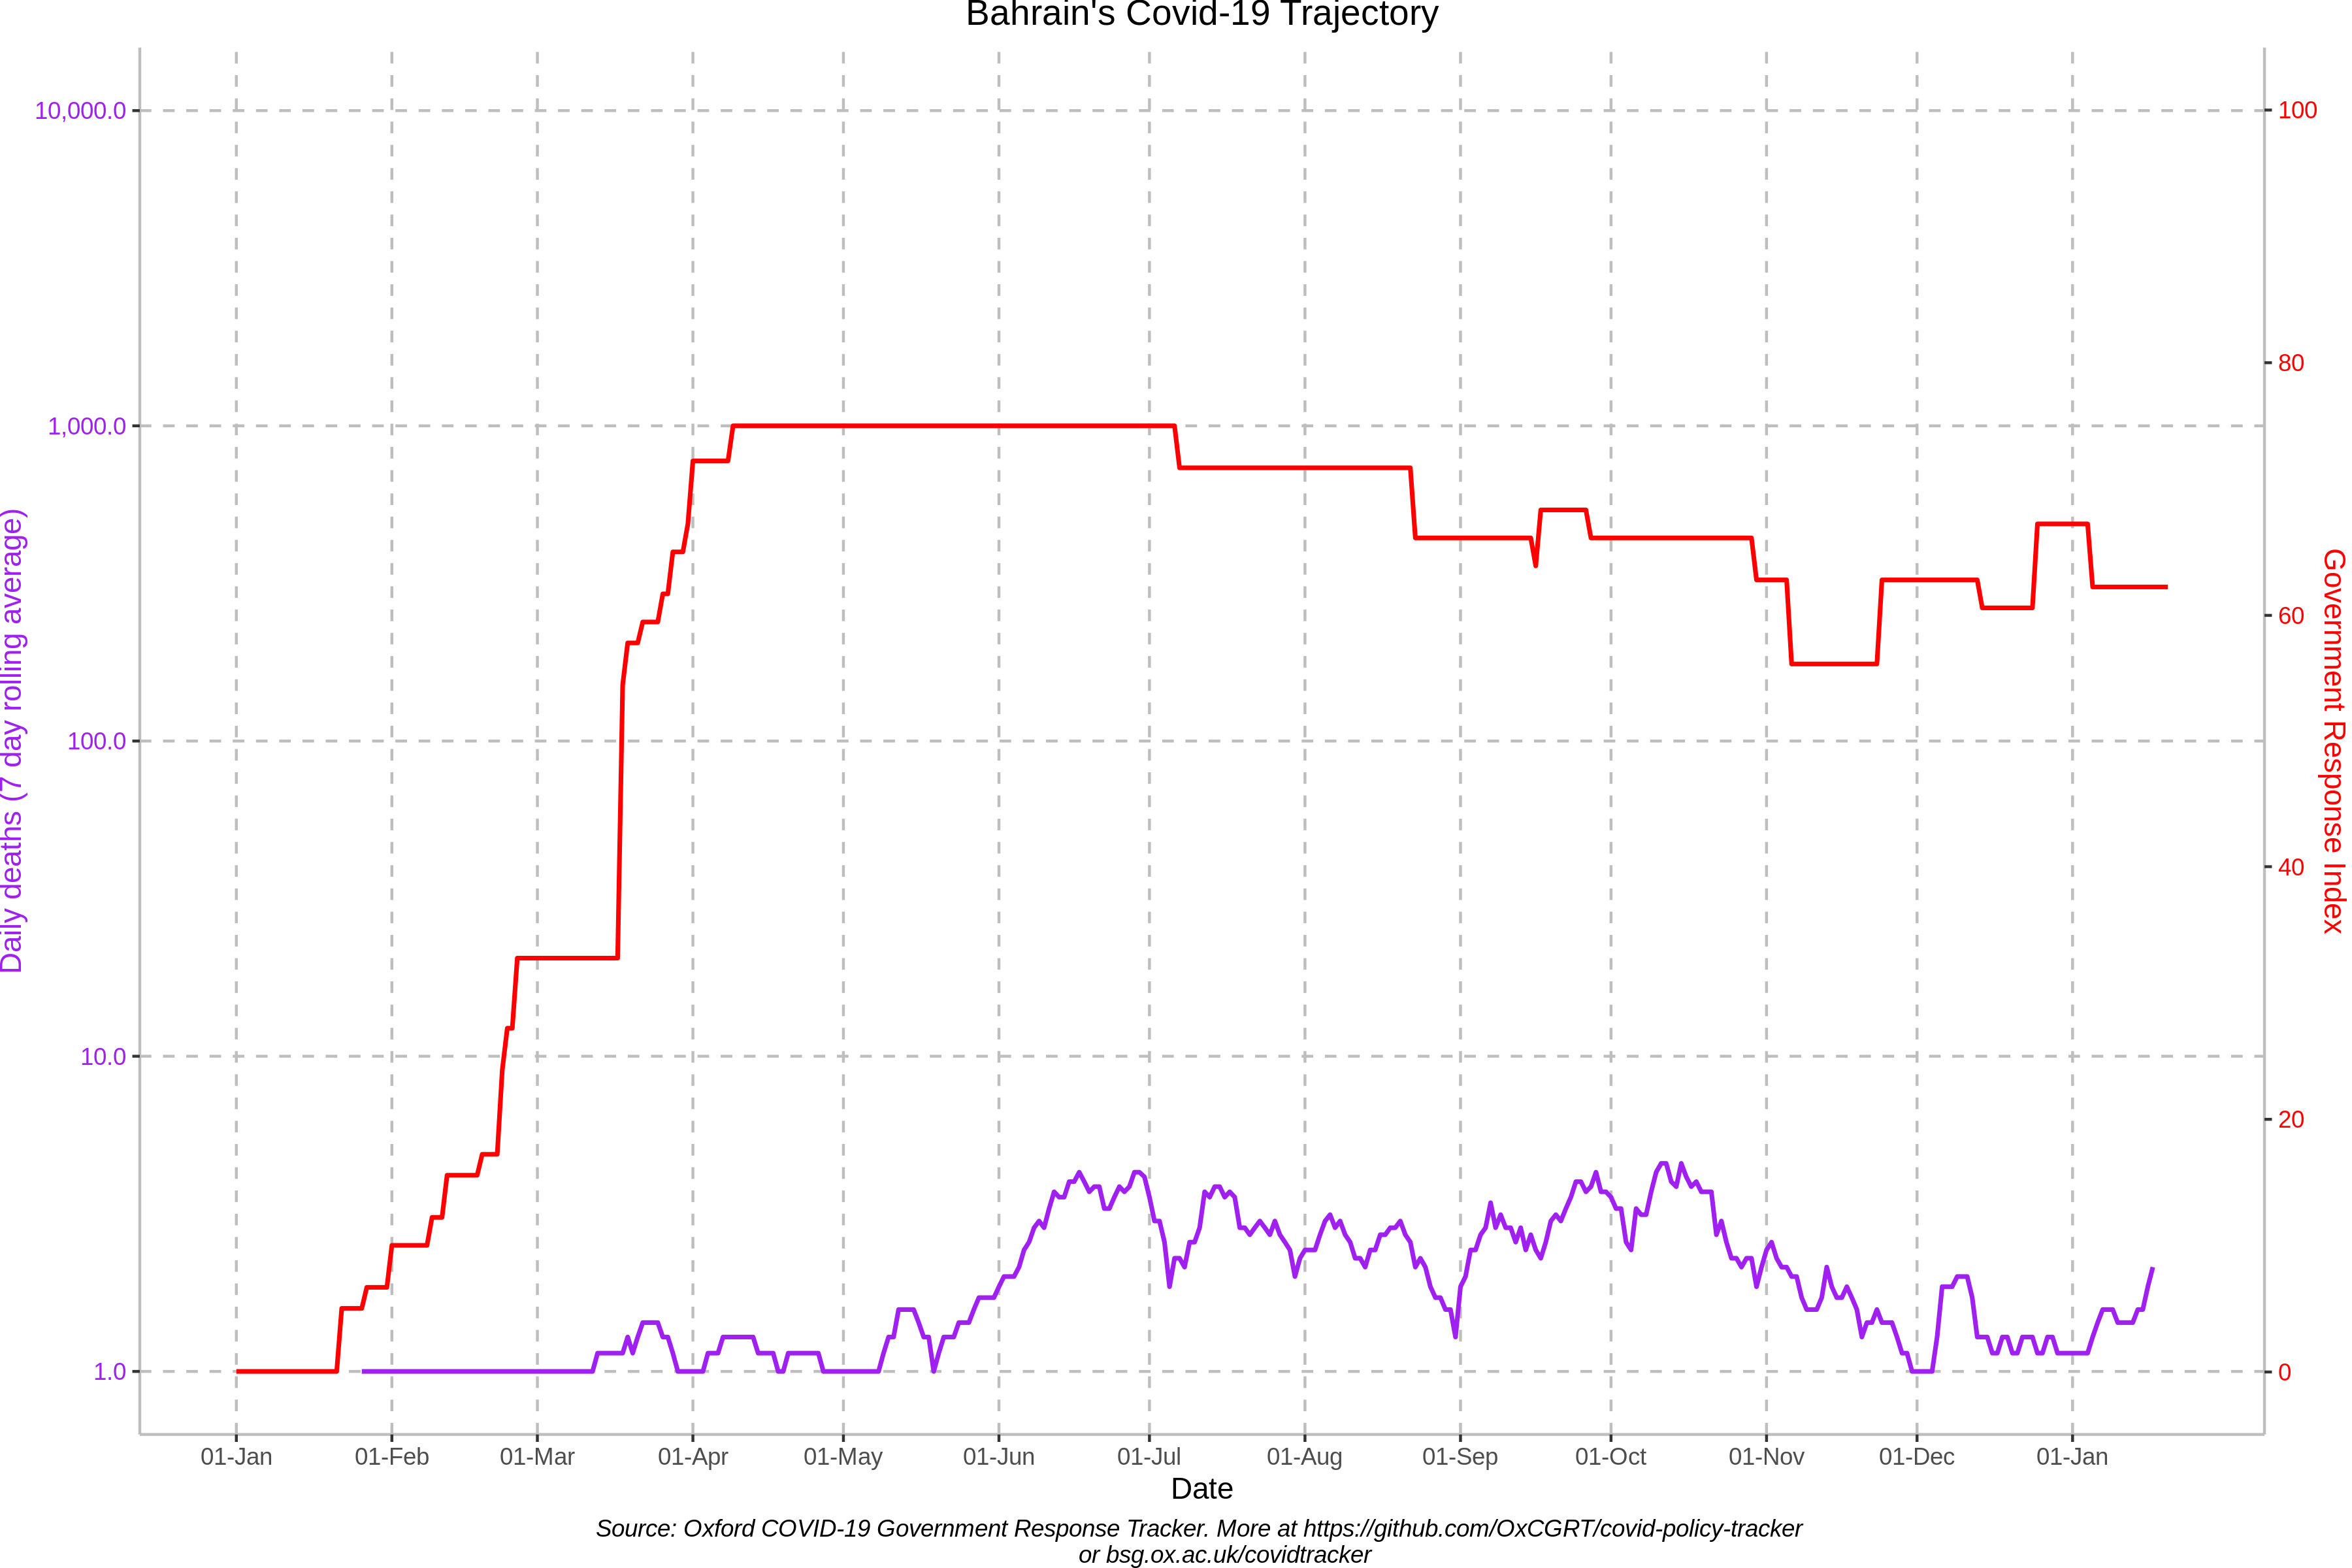 Bahrain's Covid-19 Trajectory
10,000.0
1,000.0
100.0
10.0
1.0
Daily deaths (7 day rolling average)
100
80
60
40
20
0
Government Response Index
01-Jan 01-Feb 01-Mar 01-Apr 01-May 01-Jun 01-Jul 01-Aug 01-Sep 01-Oct 01-Nov 01-Dec 01-Jan
Date
Source: Oxford COVID-19 Government Response Tracker. More at https://github.com/OxCGRT/covid-policy-tracker
or bsg.ox.ac.uk/covidtracker